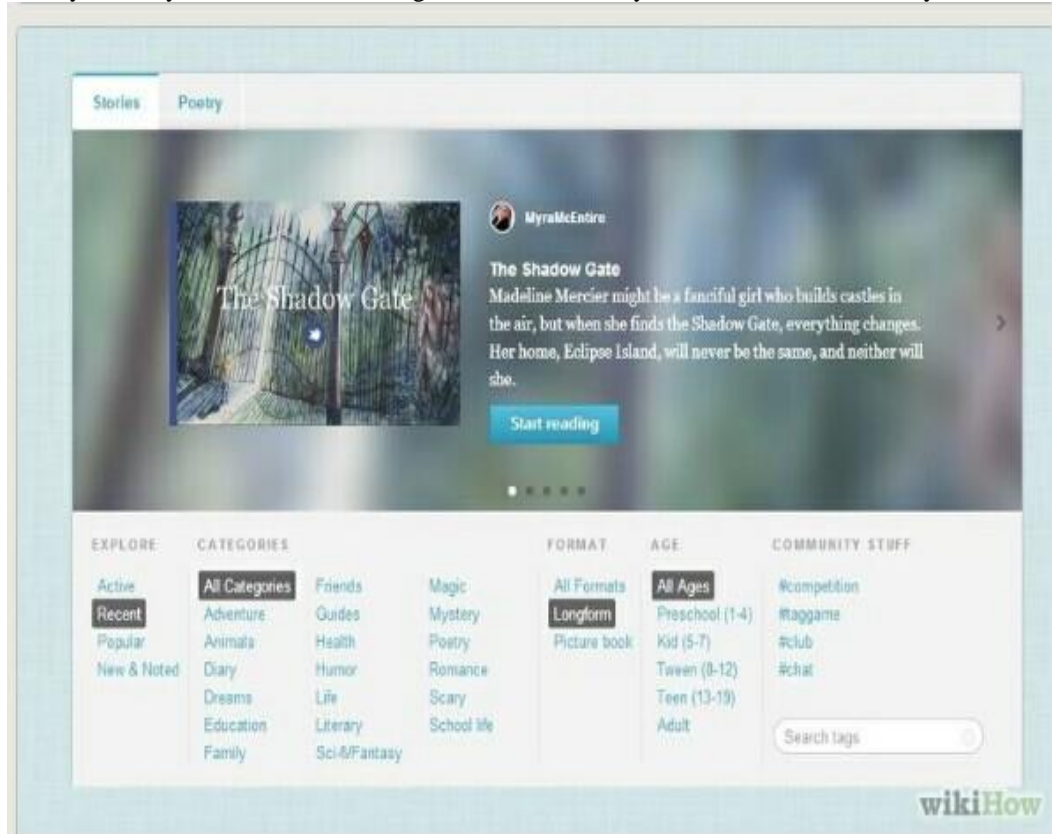 Stories
Poetry
MyraMcEntire
The Shadow Gate
The Shadow Gate
Madeline Mercier might be a fanciful girl who builds castles in
the air, but when she finds the Shadow Gate, everything changes.
Her home, Eclipse Island, will never be the same, and neither will
she.
Start reading
EXPLORE
Active
Recent
Popular
New & Noted
CATEGORIES
All Categories
Adventure
Animals
Diary
Dreams
Education
Family
Friends
Guides
Health
Humor
Life
Literary
Sci-fi/Fantasy
Magic
Mystery
Poetry
Romance
Scary
School life
FORMAT
All Formats
Longform
Picture book
AGE
All Ages
Preschool (1-4)
Kid (5-7)
Tween (8-12)
Teen (13-19)
Adult
COMMUNITY STUFF
#competition
#taggame
#club
#chat
Search tags
wikiHow